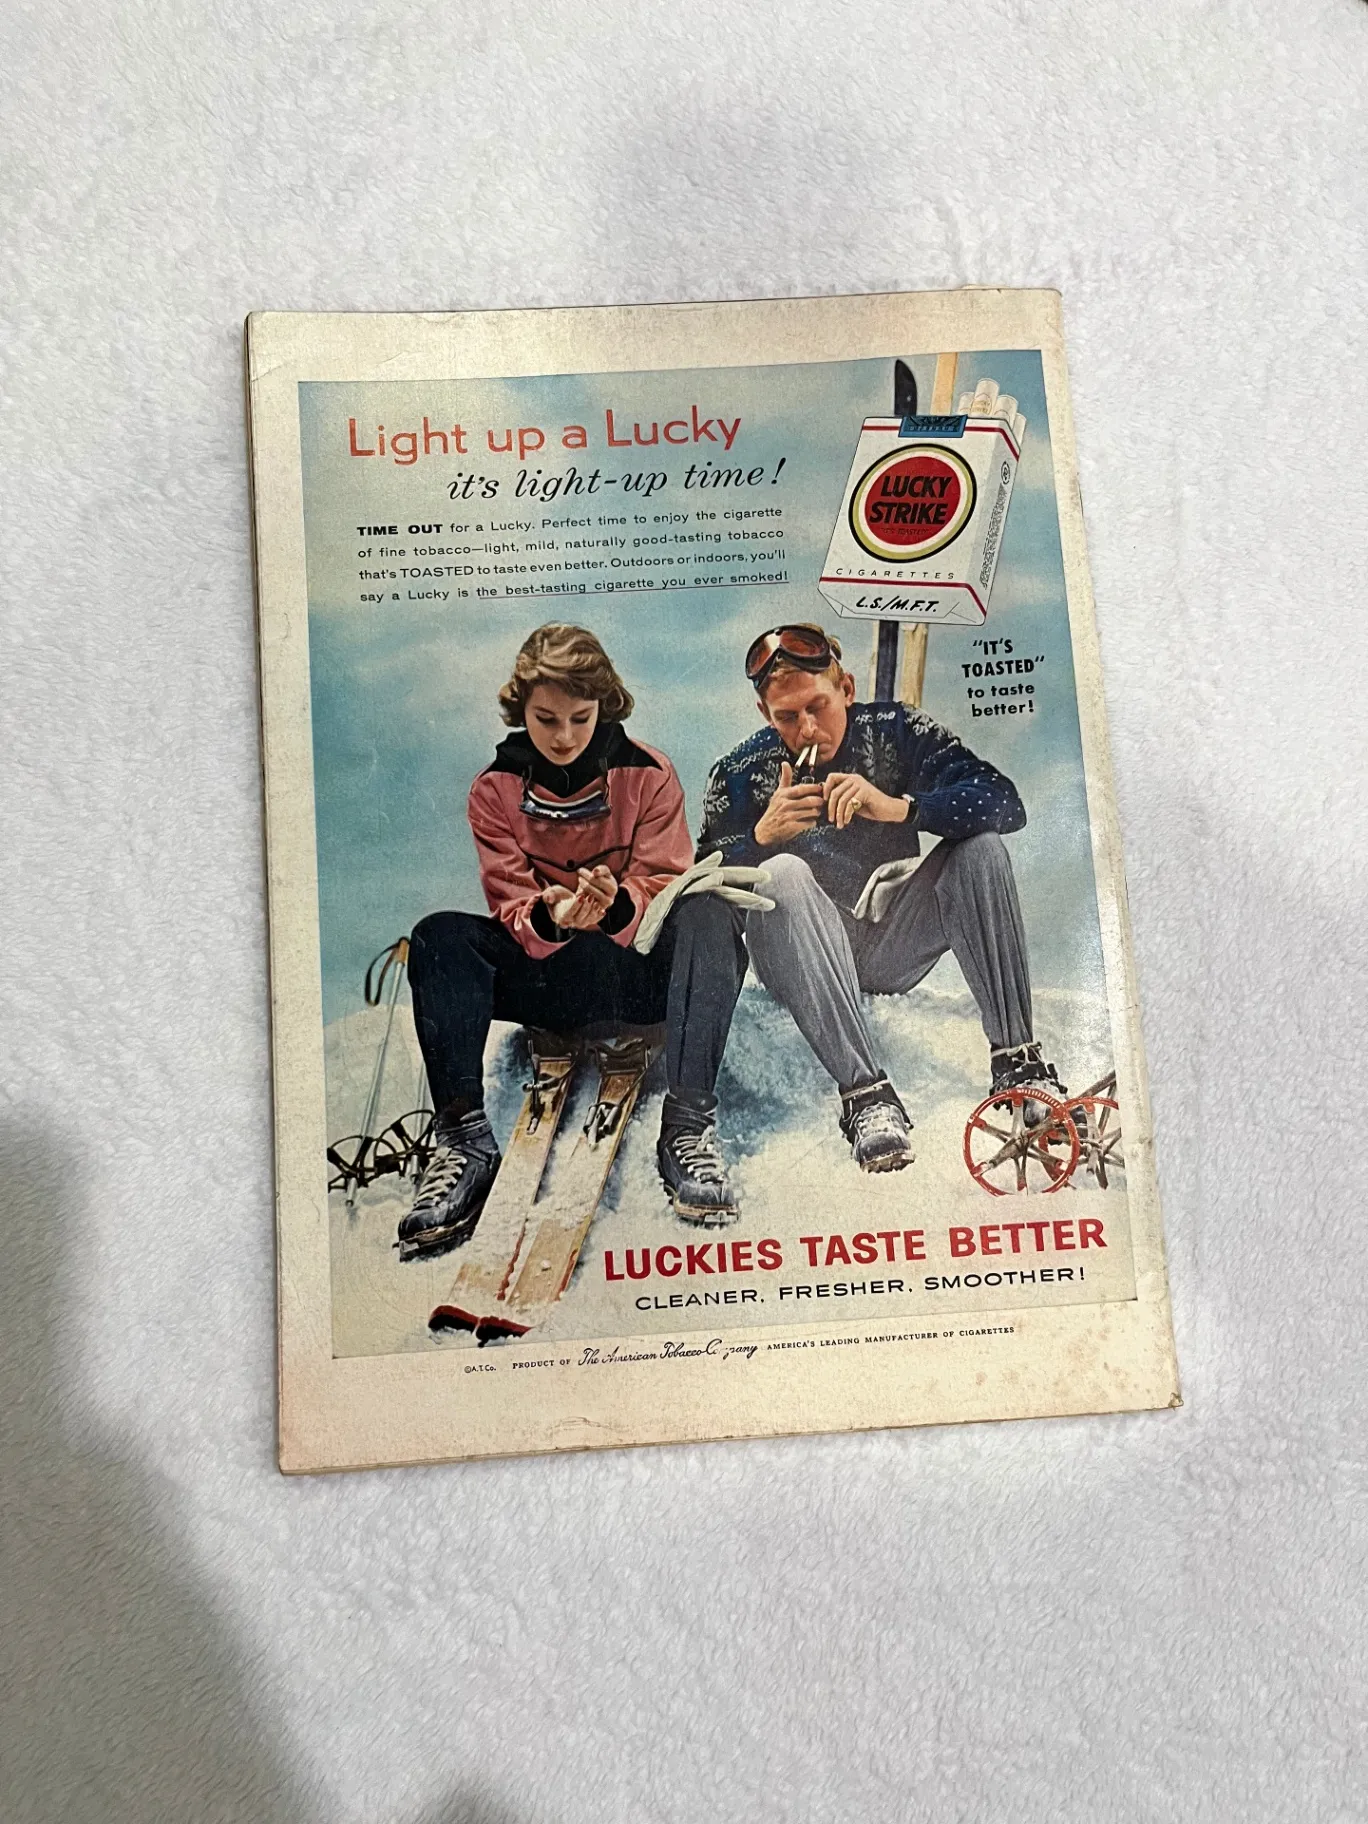 Light up a Lucky
it's light-up time!
TIME OUT for a Lucky. Perfect time to enjoy the cigarette
of fine tobacco—light, mild, naturally good-tasting tobacco
that's TOASTED to taste even better. Outdoors or indoors, you'll
say a Lucky is the best-tasting cigarette you ever smoked!
LUCKY
STRIKE
"IT'S TOASTED"
CIGARETTES
L.S./M.F.T.
"IT'S
TOASTED"
to taste
better!
LUCKIES TASTE BETTER
CLEANER, FRESHER, SMOOTHER!
©A.T.Co. PRODUCT OF The American Tobacco Company AMERICA'S LEADING MANUFACTURER OF CIGARETTES